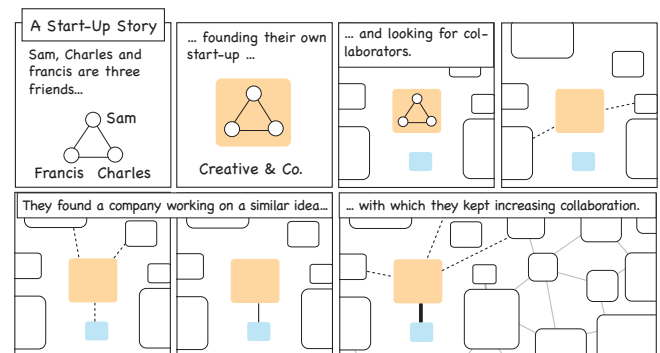 A Start-Up Story
Sam, Charles and
francis are three
friends...
Sam
Francis Charles
... founding their own
start-up ...
Creative & Co.
... and looking for col-
laborators.
They found a company working on a similar idea...
... with which they kept increasing collaboration.